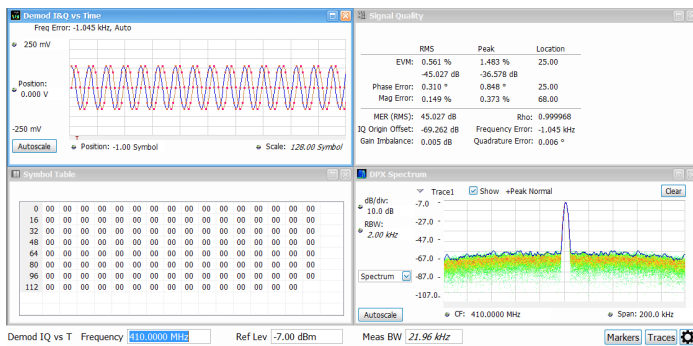 Demod I&Q vs Time
Freq Error: -1.045 kHz, Auto
250 mV
Position:
0.000 V
-250 mV
T
Autoscale
Position: -1.00 Symbol
Scale: 128.00 Symbol
Signal Quality
RMS Peak Location
EVM: 0.561 % 1.483 % 25.00
-45.027 dB -36.578 dB
Phase Error: 0.310 ° 0.848 ° 25.00
Mag Error: 0.149 % 0.373 % 68.00
MER (RMS): 45.027 dB Rho: 0.999968
IQ Origin Offset: -69.262 dB Frequency Error: -1.045 kHz
Gain Imbalance: 0.005 dB Quadrature Error: 0.006 °
Symbol Table
0 00 00 00 00 00 00 00 00 00 00 00 00 00 00 00 00
16 00 00 00 00 00 00 00 00 00 00 00 00 00 00 00 00
32 00 00 00 00 00 00 00 00 00 00 00 00 00 00 00 00
48 00 00 00 00 00 00 00 00 00 00 00 00 00 00 00 00
64 00 00 00 00 00 00 00 00 00 00 00 00 00 00 00 00
80 00 00 00 00 00 00 00 00 00 00 00 00 00 00 00 00
96 00 00 00 00 00 00 00 00 00 00 00 00 00 00 00 00
112 00 00 00 00 00 00 00 00 00 00 00 00 00 00 00
DPX Spectrum
Trace1 Show +Peak Normal Clear
dB/div:
10.0 dB
RBW:
2.00 kHz
-7.0
-27.0
-47.0
-67.0
-87.0
-107.0
Spectrum
Autoscale
CF: 410.0000 MHz
Span: 200.0 kHz
Demod IQ vs T Frequency 410.0000 MHz Ref Lev -7.00 dBm Meas BW 21.96 kHz Markers Traces